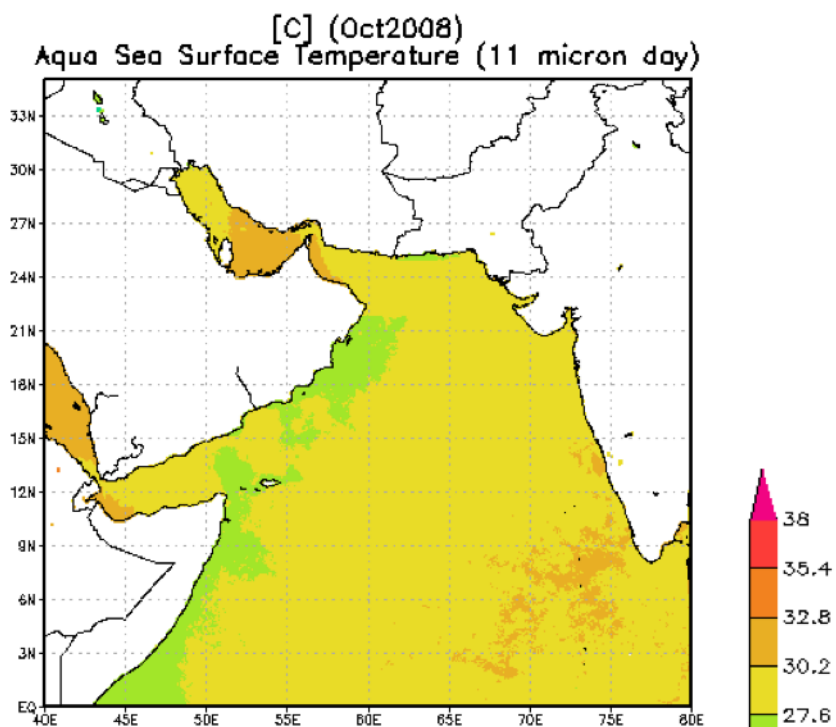 [C] (Oct2008)
Aqua Sea Surface Temperature (11 micron day)
33N
30N
27N
24N
21N
18N
15N
12N
9N
6N
3N
EQ
40E 45E 50E 55E 60E 65E 70E 75E 80E
38
35.4
32.8
30.2
27.6